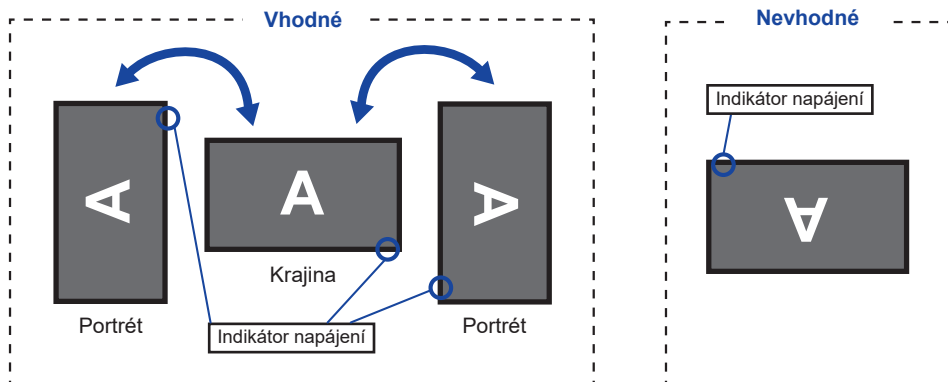 Vhodné
Nevhodné
Indikátor napájení
A
A
A
A
Krajina
Portrét
Indikátor napájení
Portrét